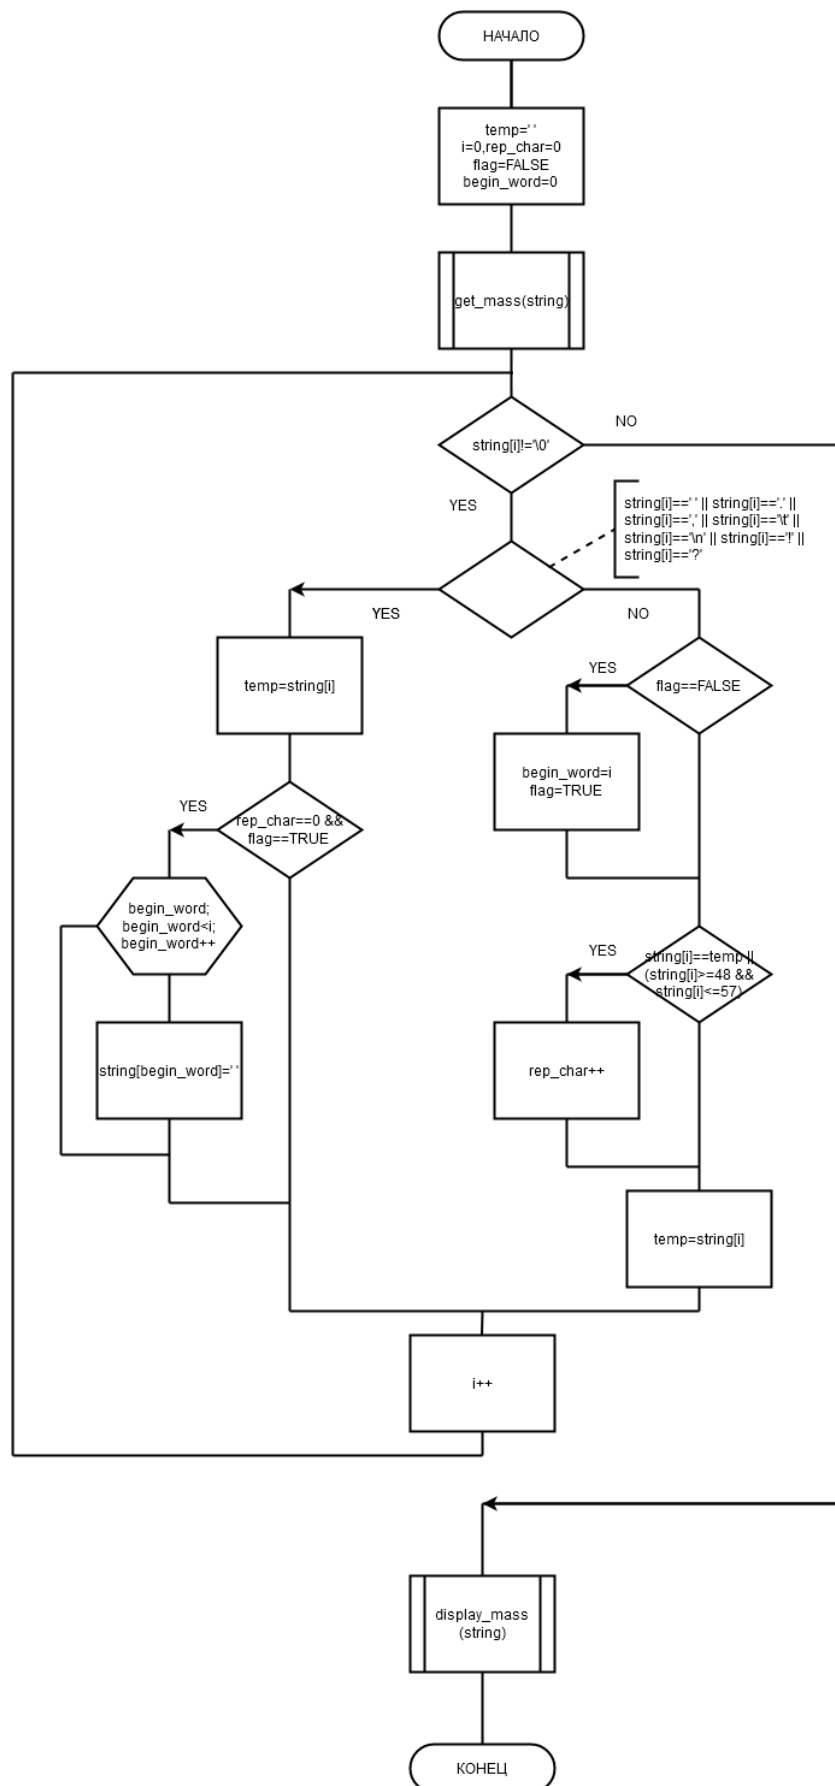 НАЧАЛО
temp=' '
i=0,rep_char=0
flag=FALSE
begin_word=0
get_mass(string)
string[i]!='\0'
NO
YES
string[i]==' ' || string[i]=='.' ||
string[i]==',' || string[i]=='\t' ||
string[i]=='\n' || string[i]=='!' ||
string[i]=='?'
YES
NO
temp=string[i]
YES
flag==FALSE
begin_word=i
flag=TRUE
YES
rep_char==0 &&
flag==TRUE
begin_word;
begin_word<i;
begin_word++
YES
string[i]==temp ||
(string[i]>=48 &&
string[i]<=57)
string[begin_word]=' '
rep_char++
temp=string[i]
i++
display_mass
(string)
КОНЕЦ